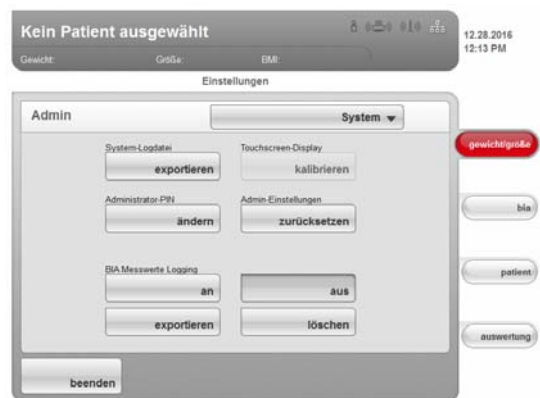 Kein Patient ausgewählt
12.28.2016
12:13 PM
Gewicht: Größe: BMI:
Einstellungen
Admin System
System-Logdatei Touchscreen-Display
exportieren kalibrieren
Administrator-PIN Admin-Einstellungen
ändern zurücksetzen
BIA Messwerte Logging
an aus
exportieren löschen
beenden
gewicht/größe
bia
patient
auswertung